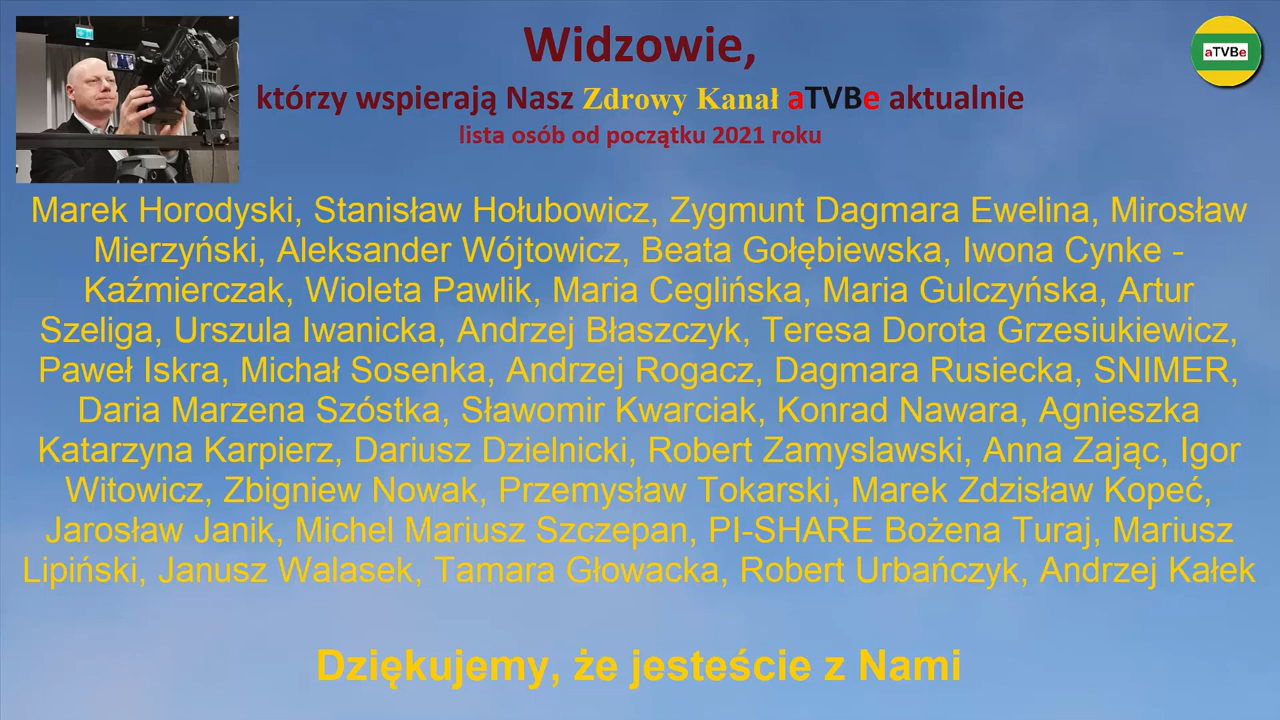 Widzowie,
którzy wspierają Nasz Zdrowy Kanał aTVBe aktualnie
lista osób od początku 2021 roku
aTVBe
Marek Horodyski, Stanisław Hołubowicz, Zygmunt Dagmara Ewelina, Mirosław
Mierzyński, Aleksander Wójtowicz, Beata Gołębiewska, Iwona Cynke -
Kaźmierczak, Wioleta Pawlik, Maria Ceglińska, Maria Gulczyńska, Artur
Szeliga, Urszula Iwanicka, Andrzej Błaszczyk, Teresa Dorota Grzesiukiewicz,
Paweł Iskra, Michał Sosenka, Andrzej Rogacz, Dagmara Rusiecka, SNIMER,
Daria Marzena Szóstka, Sławomir Kwarciak, Konrad Nawara, Agnieszka
Katarzyna Karpierz, Dariusz Dzielnicki, Robert Zamyslawski, Anna Zając, Igor
Witowicz, Zbigniew Nowak, Przemysław Tokarski, Marek Zdzisław Kopeć,
Jarosław Janik, Michel Mariusz Szczepan, PI-SHARE Bożena Turaj, Mariusz
Lipiński, Janusz Walasek, Tamara Głowacka, Robert Urbańczyk, Andrzej Kałek
Dziękujemy, że jesteście z Nami